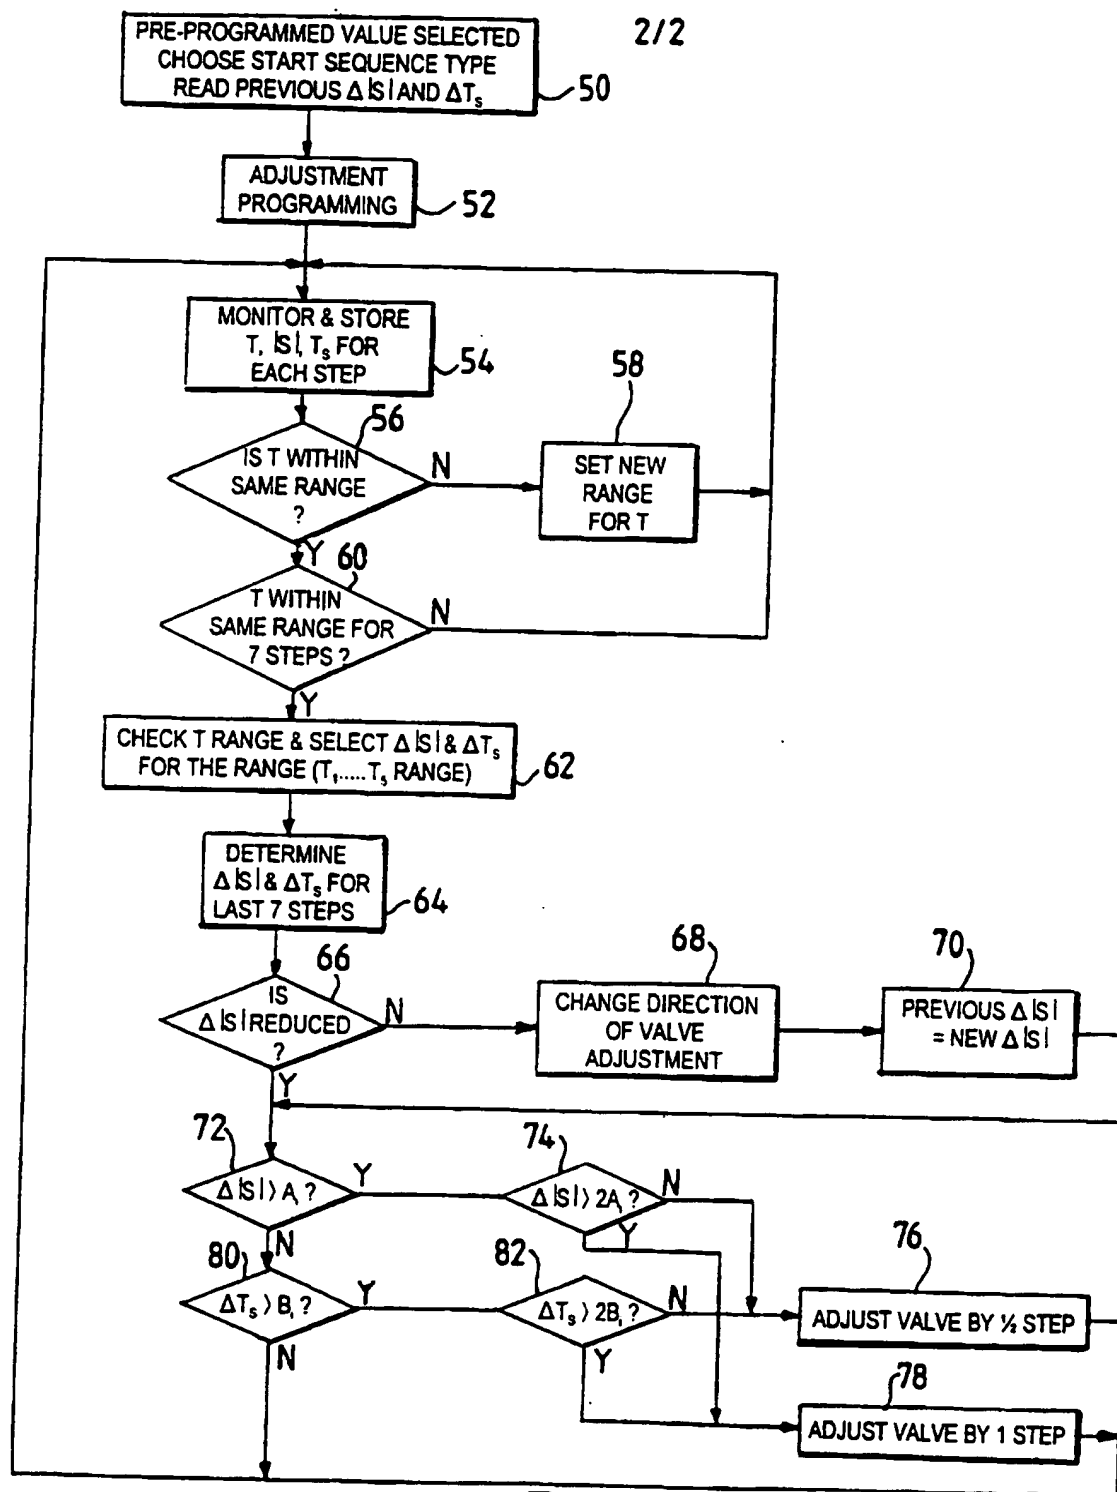 2/2
PRE-PROGRAMMED VALUE SELECTED
CHOOSE START SEQUENCE TYPE
READ PREVIOUS Δ|S| AND ΔTₛ
50
ADJUSTMENT
PROGRAMMING
52
MONITOR & STORE
T, |S|, Tₛ FOR
EACH STEP
54
56
IS T WITHIN
SAME RANGE
?
N
Y
58
SET NEW
RANGE
FOR T
60
T WITHIN
SAME RANGE FOR
7 STEPS ?
N
Y
CHECK T RANGE & SELECT Δ|S| & ΔTₛ
FOR THE RANGE (T₁.....T₅ RANGE)
62
DETERMINE
Δ|S| & ΔTₛ FOR
LAST 7 STEPS
64
66
IS
Δ|S| REDUCED
?
N
Y
68
CHANGE DIRECTION
OF VALVE
ADJUSTMENT
70
PREVIOUS Δ|S|
= NEW Δ|S|
72
Δ|S| > A₁ ?
Y
N
74
Δ|S| > 2A₁ ?
N
Y
76
ADJUST VALVE BY ½ STEP
80
ΔTₛ > B₁ ?
Y
N
82
ΔTₛ > 2B₁ ?
N
Y
78
ADJUST VALVE BY 1 STEP